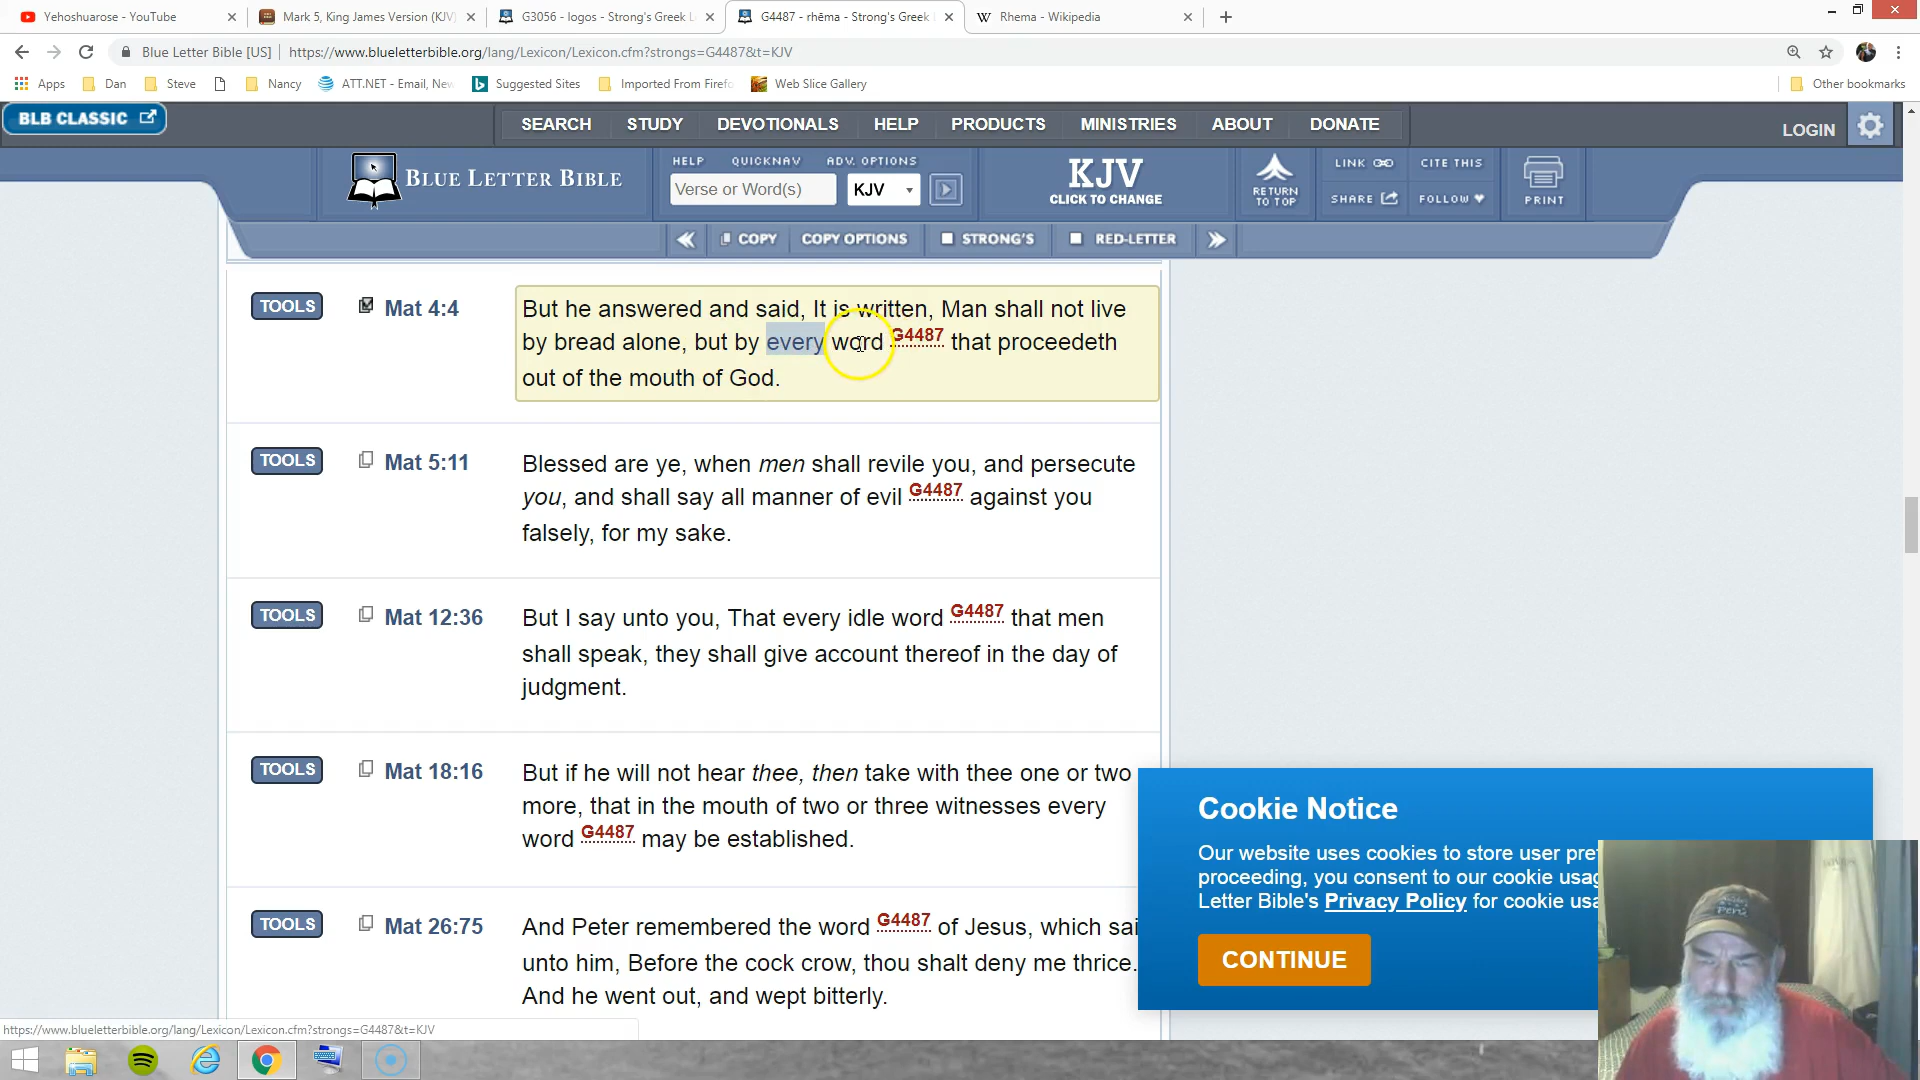 Yehoshuarose - YouTube
Mark 5, King James Version (KJV)
G3056 - logos - Strong's Greek L
G4487 - rhēma - Strong's Greek L
Rhema - Wikipedia
Blue Letter Bible [US]
https://www.blueletterbible.org/lang/Lexicon/Lexicon.cfm?strongs=G4487&t=KJV
Apps
Dan
Steve
Nancy
ATT.NET - Email, New
Suggested Sites
Imported From Firefo
Web Slice Gallery
Other bookmarks
BLB CLASSIC
SEARCH
STUDY
DEVOTIONALS
HELP
PRODUCTS
MINISTRIES
ABOUT
DONATE
LOGIN
BLUE LETTER BIBLE
HELP
QUICKNAV
ADV. OPTIONS
Verse or Word(s)
KJV
KJV
CLICK TO CHANGE
RETURN
TO TOP
LINK
CITE THIS
SHARE
FOLLOW
PRINT
COPY
COPY OPTIONS
STRONG'S
RED-LETTER
TOOLS
Mat 4:4
But he answered and said, It is written, Man shall not live
by bread alone, but by every word G4487 that proceedeth
out of the mouth of God.
TOOLS
Mat 5:11
Blessed are ye, when men shall revile you, and persecute
you, and shall say all manner of evil G4487 against you
falsely, for my sake.
TOOLS
Mat 12:36
But I say unto you, That every idle word G4487 that men
shall speak, they shall give account thereof in the day of
judgment.
TOOLS
Mat 18:16
But if he will not hear thee, then take with thee one or two
more, that in the mouth of two or three witnesses every
word G4487 may be established.
TOOLS
Mat 26:75
And Peter remembered the word G4487 of Jesus, which sai
unto him, Before the cock crow, thou shalt deny me thrice.
And he went out, and wept bitterly.
Cookie Notice
Our website uses cookies to store user pre
proceeding, you consent to our cookie usag
Letter Bible's Privacy Policy for cookie usa
CONTINUE
https://www.blueletterbible.org/lang/Lexicon/Lexicon.cfm?strongs=G4487&t=KJV